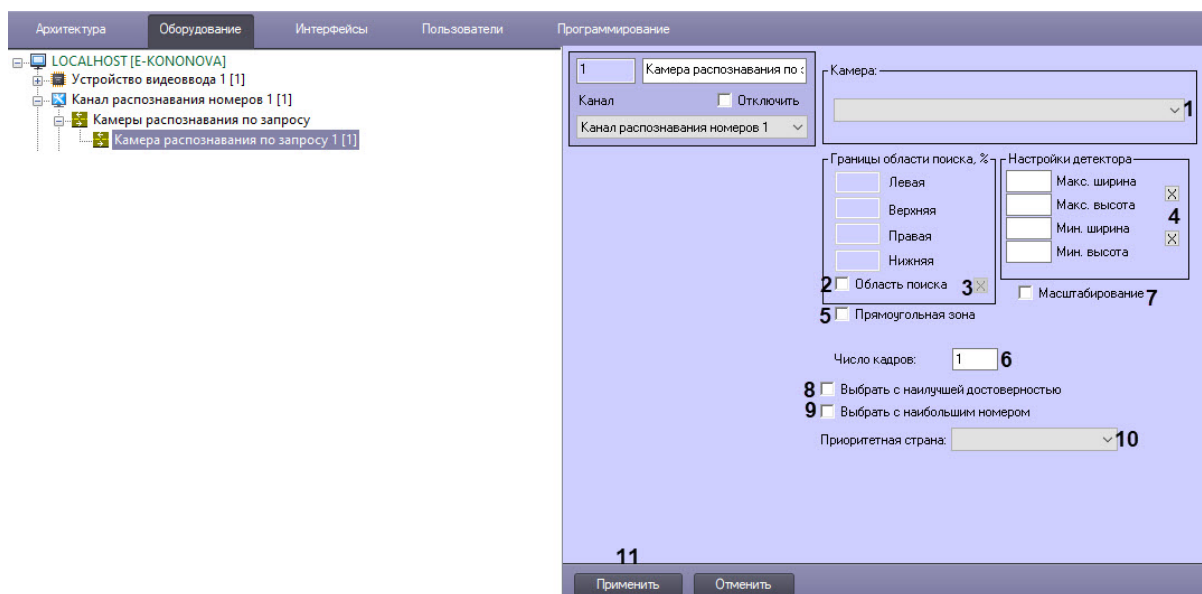 Архитектура Оборудование Интерфейсы Пользователи Программирование
LOCALHOST [E-KONONOVA]
Устройство видеоввода 1 [1]
Канал распознавания номеров 1 [1]
Камеры распознавания по запросу
Камера распознавания по запросу 1 [1]
1 Камера распознавания по з
Канал Отключить
Канал распознавания номеров 1
Камера:
1
Границы области поиска, %
Левая
Верхняя
Правая
Нижняя
2 Область поиска 3
Настройки детектора
Макс. ширина
Макс. высота
4
Мин. ширина
Мин. высота
Масштабирование 7
5 Прямоугольная зона
Число кадров: 1 6
8 Выбрать с наилучшей достоверностью
9 Выбрать с наибольшим номером
Приоритетная страна: 10
11
Применить Отменить